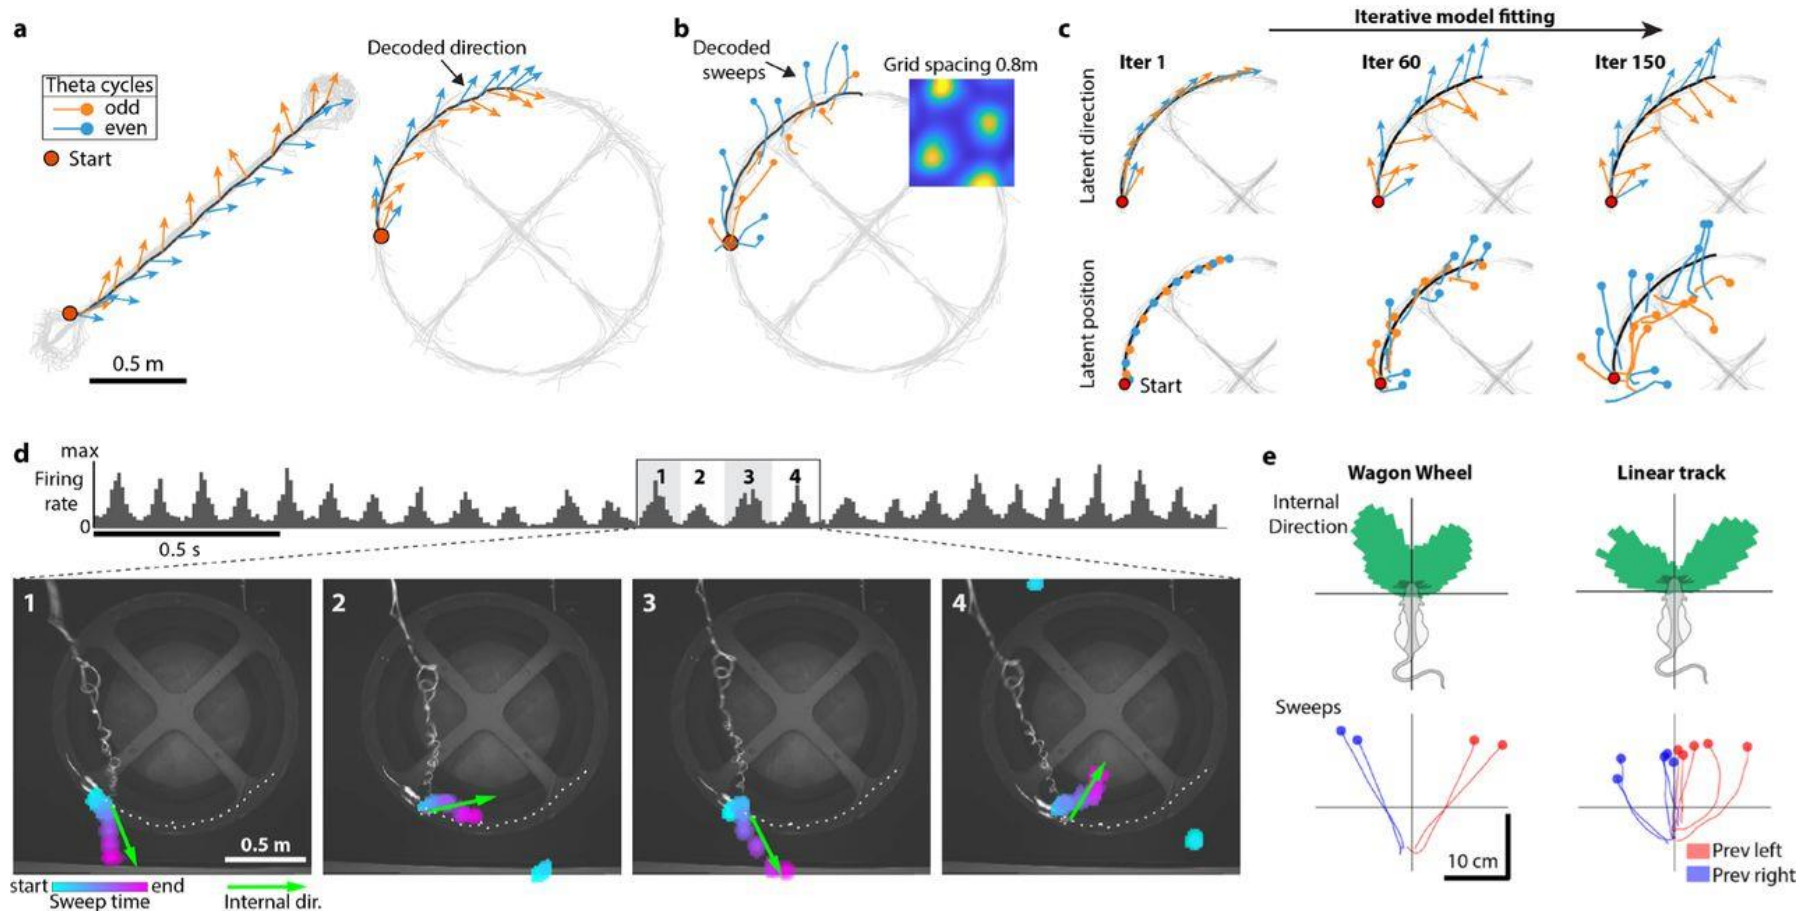 a
Theta cycles
odd
even
Start
0.5 m
Decoded direction
b
Decoded
sweeps
Grid spacing 0.8m
c
Iterative model fitting
Iter 1
Iter 60
Iter 150
Latent direction
Latent position
Start
d
max
Firing
rate
0
0.5 s
1
2
3
4
1
2
3
4
0.5 m
start
end
Sweep time
Internal dir.
e
Wagon Wheel
Linear track
Internal
Direction
Sweeps
10 cm
Prev left
Prev right